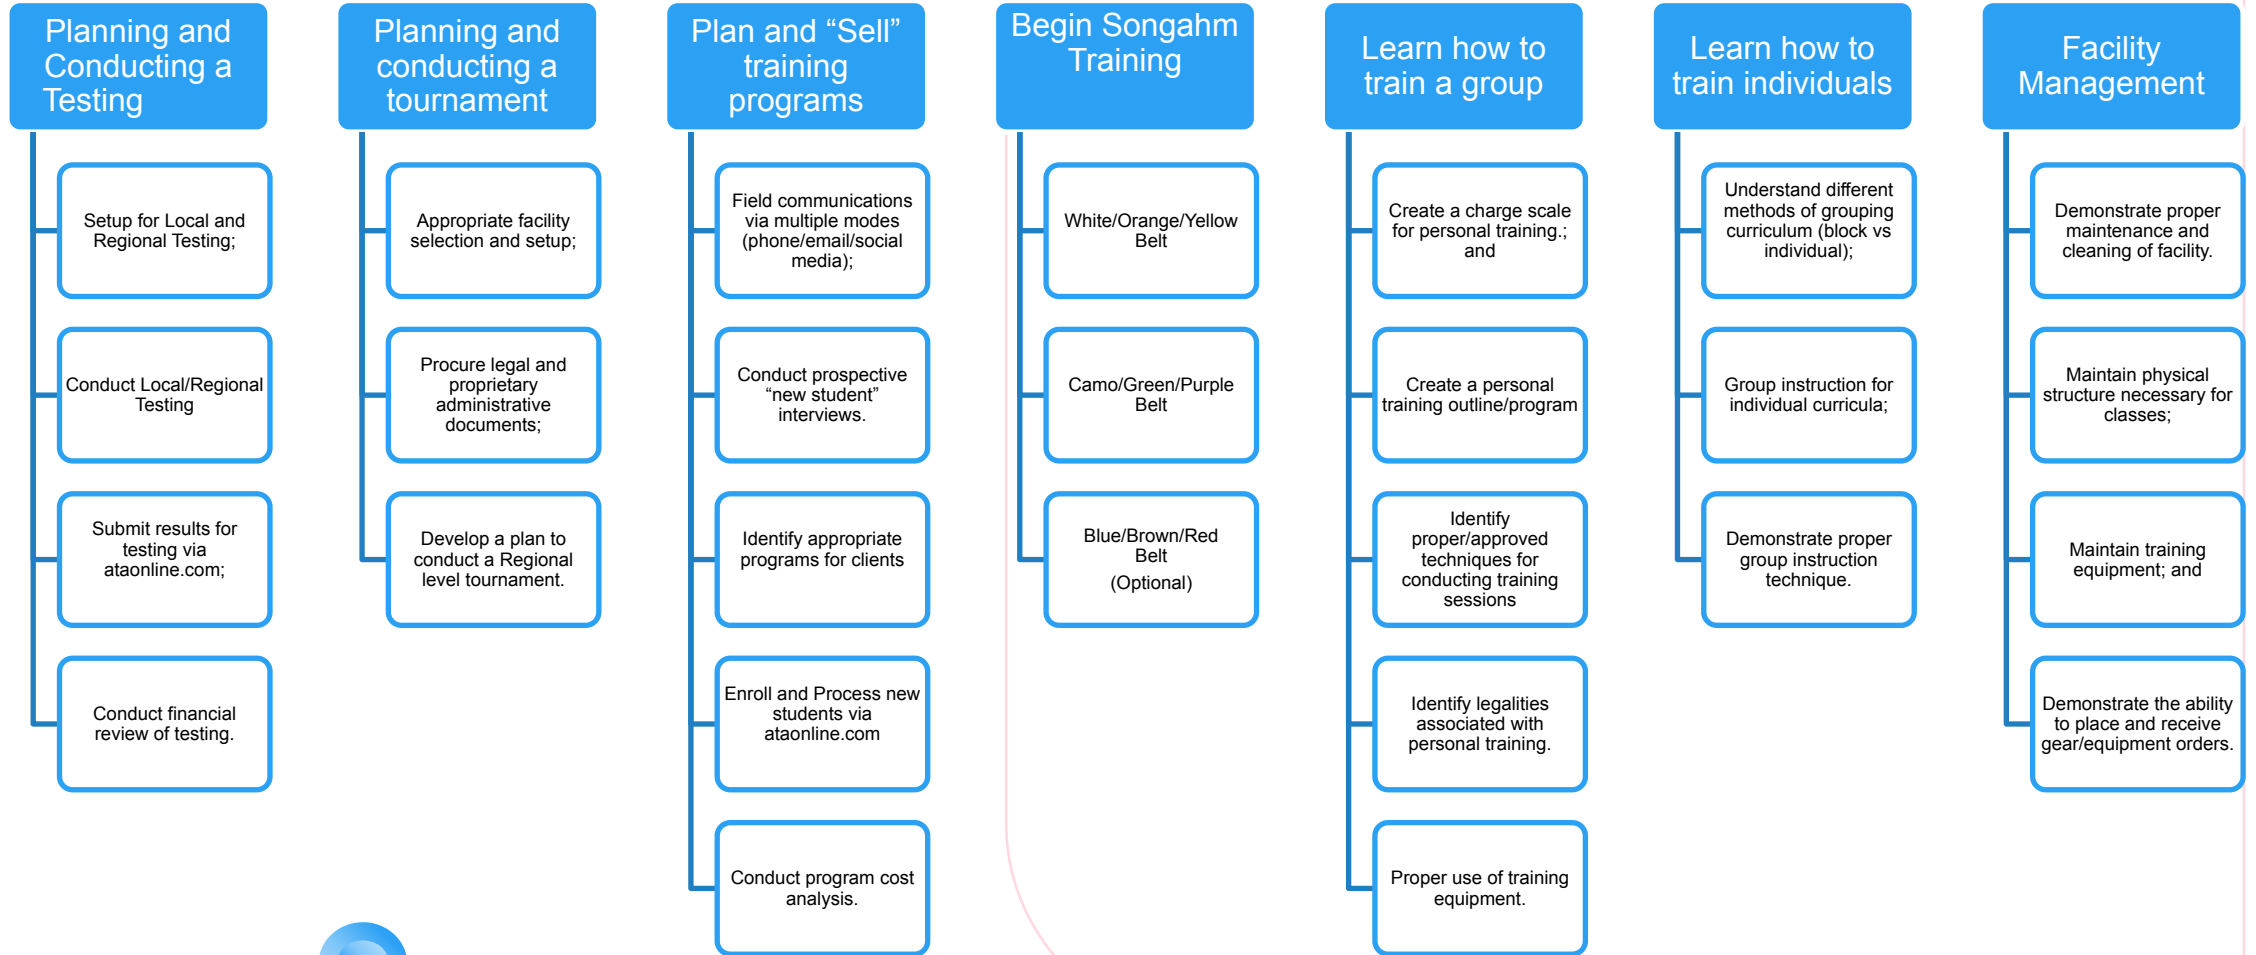 Planning and
Conducting a
Testing
Setup for Local and
Regional Testing;
Conduct Local/Regional
Testing
Submit results for
testing via
ataonline.com;
Conduct financial
review of testing.
Planning and
conducting a
tournament
Appropriate facility
selection and setup;
Procure legal and
proprietary
administrative
documents;
Develop a plan to
conduct a Regional
level tournament.
Plan and “Sell”
training
programs
Field communications
via multiple modes
(phone/email/social
media);
Conduct prospective
“new student”
interviews.
Identify appropriate
programs for clients
Enroll and Process new
students via
ataonline.com
Conduct program cost
analysis.
Begin Songahm
Training
White/Orange/Yellow
Belt
Camo/Green/Purple
Belt
Blue/Brown/Red
Belt
(Optional)
Learn how to
train a group
Create a charge scale
for personal training.;
and
Create a personal
training outline/program
Identify
proper/approved
techniques for
conducting training
sessions
Identify legalities
associated with
personal training.
Proper use of training
equipment.
Learn how to
train individuals
Understand different
methods of grouping
curriculum (block vs
individual);
Group instruction for
individual curricula;
Demonstrate proper
group instruction
technique.
Facility
Management
Demonstrate proper
maintenance and
cleaning of facility.
Maintain physical
structure necessary for
classes;
Maintain training
equipment; and
Demonstrate the ability
to place and receive
gear/equipment orders.